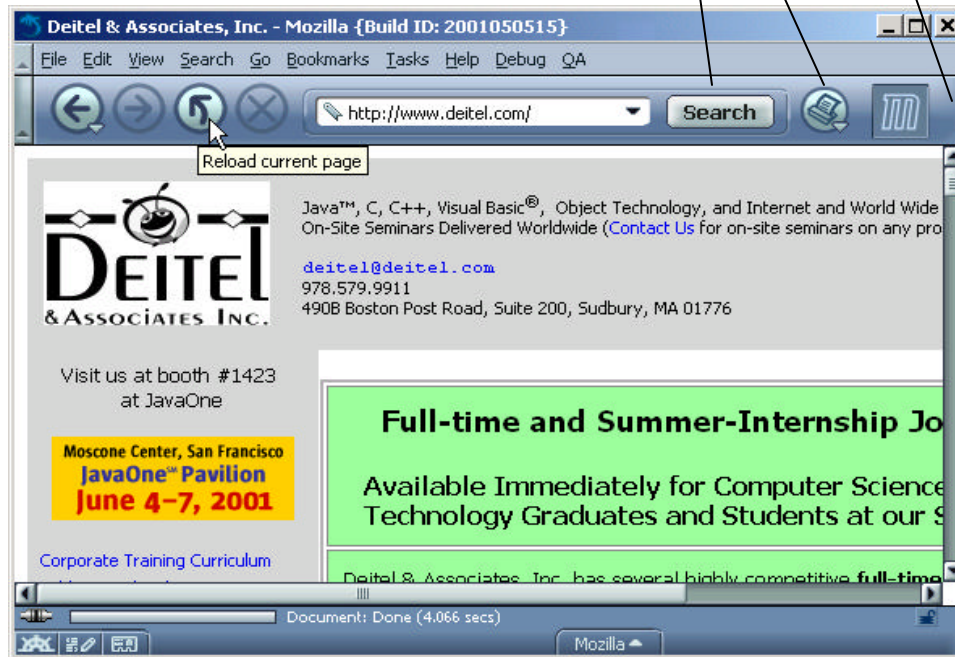 Deitel & Associates, Inc. - Mozilla {Build ID: 2001050515}
File Edit View Search Go Bookmarks Tasks Help Debug QA
http://www.deitel.com/ Search
Reload current page
DEITEL
& ASSOCIATES INC.
Java™, C, C++, Visual Basic®, Object Technology, and Internet and World Wide
On-Site Seminars Delivered Worldwide (Contact Us for on-site seminars on any pro
deitel@deitel.com
978.579.9911
490B Boston Post Road, Suite 200, Sudbury, MA 01776
Visit us at booth #1423
at JavaOne
Moscone Center, San Francisco
JavaOne℠ Pavilion
June 4–7, 2001
Corporate Training Curriculum
Full-time and Summer-Internship Jo
Available Immediately for Computer Science
Technology Graduates and Students at our S
Deitel & Associates, Inc. has several highly competitive full-time
Document: Done (4.066 secs)
Mozilla